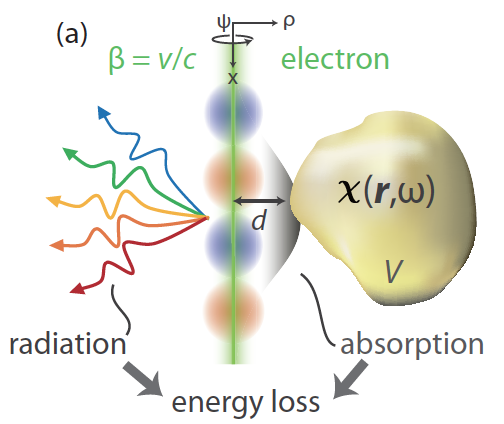 (a)
ψ
ρ
β = v/c
x
electron
d
χ(r,ω)
V
radiation
absorption
energy loss